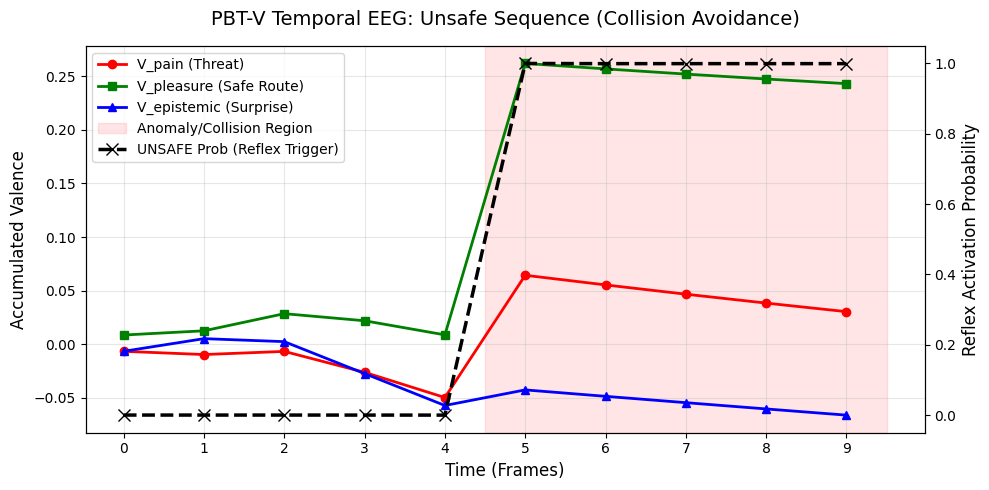 PBT-V Temporal EEG: Unsafe Sequence (Collision Avoidance)
V_pain (Threat)
V_pleasure (Safe Route)
V_epistemic (Surprise)
Anomaly/Collision Region
UNSAFE Prob (Reflex Trigger)
Accumulated Valence
0.25
0.20
0.15
0.10
0.05
0.00
−0.05
1.0
0.8
0.6
0.4
0.2
0.0
Reflex Activation Probability
0 1 2 3 4 5 6 7 8 9
Time (Frames)